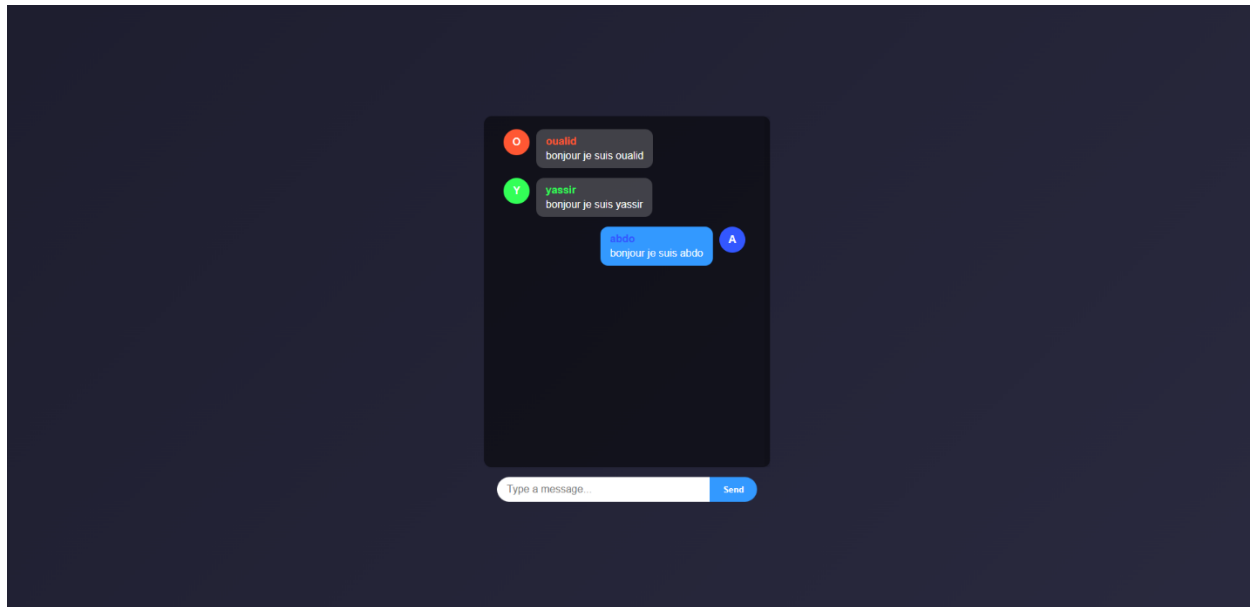 O
oualid
bonjour je suis oualid
Y
yassir
bonjour je suis yassir
abdo
A
bonjour je suis abdo
Type a message...
Send